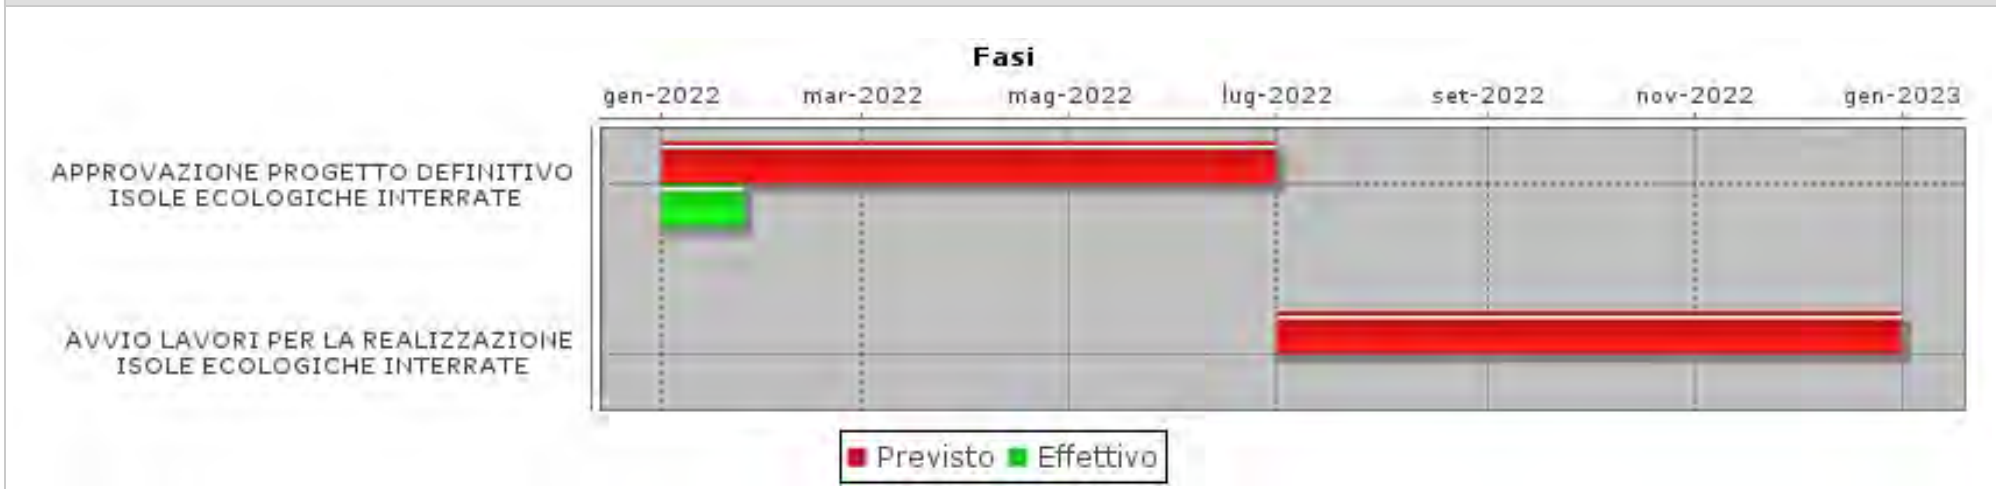 Fasi
gen-2022 mar-2022 mag-2022 lug-2022 set-2022 nov-2022 gen-2023
APPROVAZIONE PROGETTO DEFINITIVO
ISOLE ECOLOGICHE INTERRATE
AVVIO LAVORI PER LA REALIZZAZIONE
ISOLE ECOLOGICHE INTERRATE
Previsto Effettivo